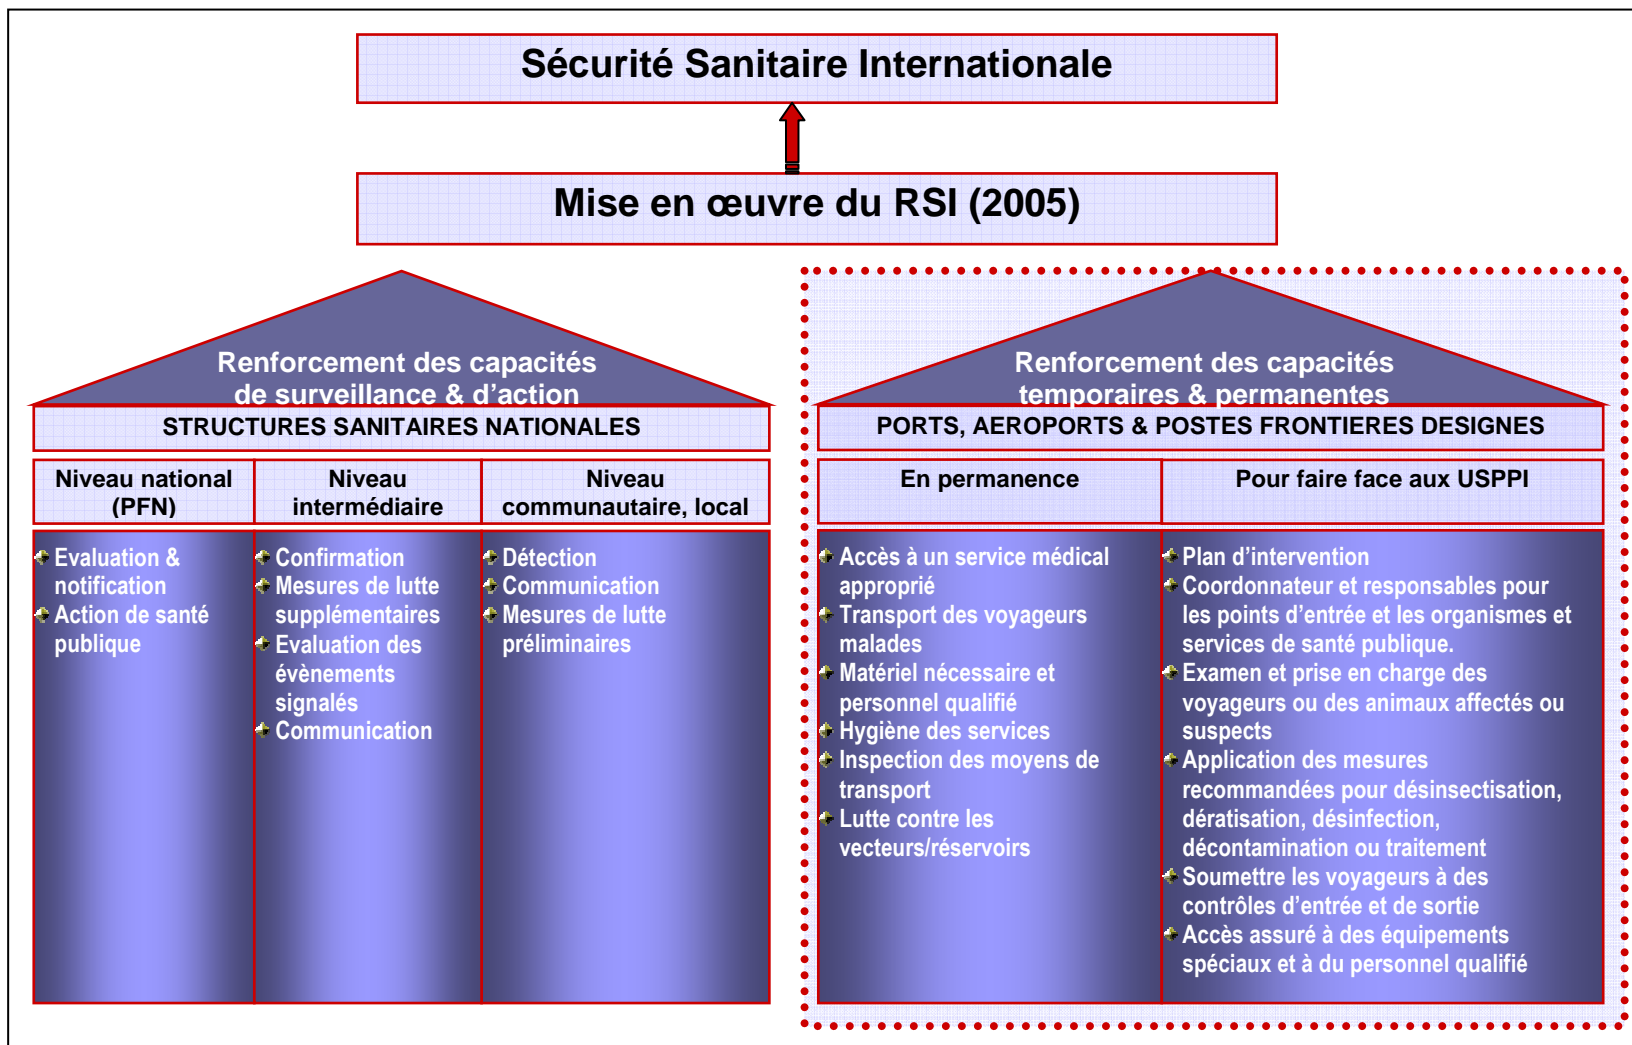 Sécurité Sanitaire Internationale
Mise en œuvre du RSI (2005)
Renforcement des capacités
de surveillance & d'action
STRUCTURES SANITAIRES NATIONALES
Niveau national
(PFN)
Niveau
intermédiaire
Niveau
communautaire, local
Evaluation &
notification
Action de santé
publique
Confirmation
Mesures de lutte
supplémentaires
Evaluation des
évènements
signalés
Communication
Détection
Communication
Mesures de lutte
préliminaires
Renforcement des capacités
temporaires & permanentes
PORTS, AEROPORTS & POSTES FRONTIERES DESIGNES
En permanence
Pour faire face aux USPPI
Accès à un service médical
approprié
Transport des voyageurs
malades
Matériel nécessaire et
personnel qualifié
Hygiène des services
Inspection des moyens de
transport
Lutte contre les
vecteurs/réservoirs
Plan d'intervention
Coordonnateur et responsables pour
les points d'entrée et les organismes et
services de santé publique.
Examen et prise en charge des
voyageurs ou des animaux affectés ou
suspects
Application des mesures
recommandées pour désinsectisation,
dératisation, désinfection,
décontamination ou traitement
Soumettre les voyageurs à des
contrôles d'entrée et de sortie
Accès assuré à des équipements
spéciaux et à du personnel qualifié